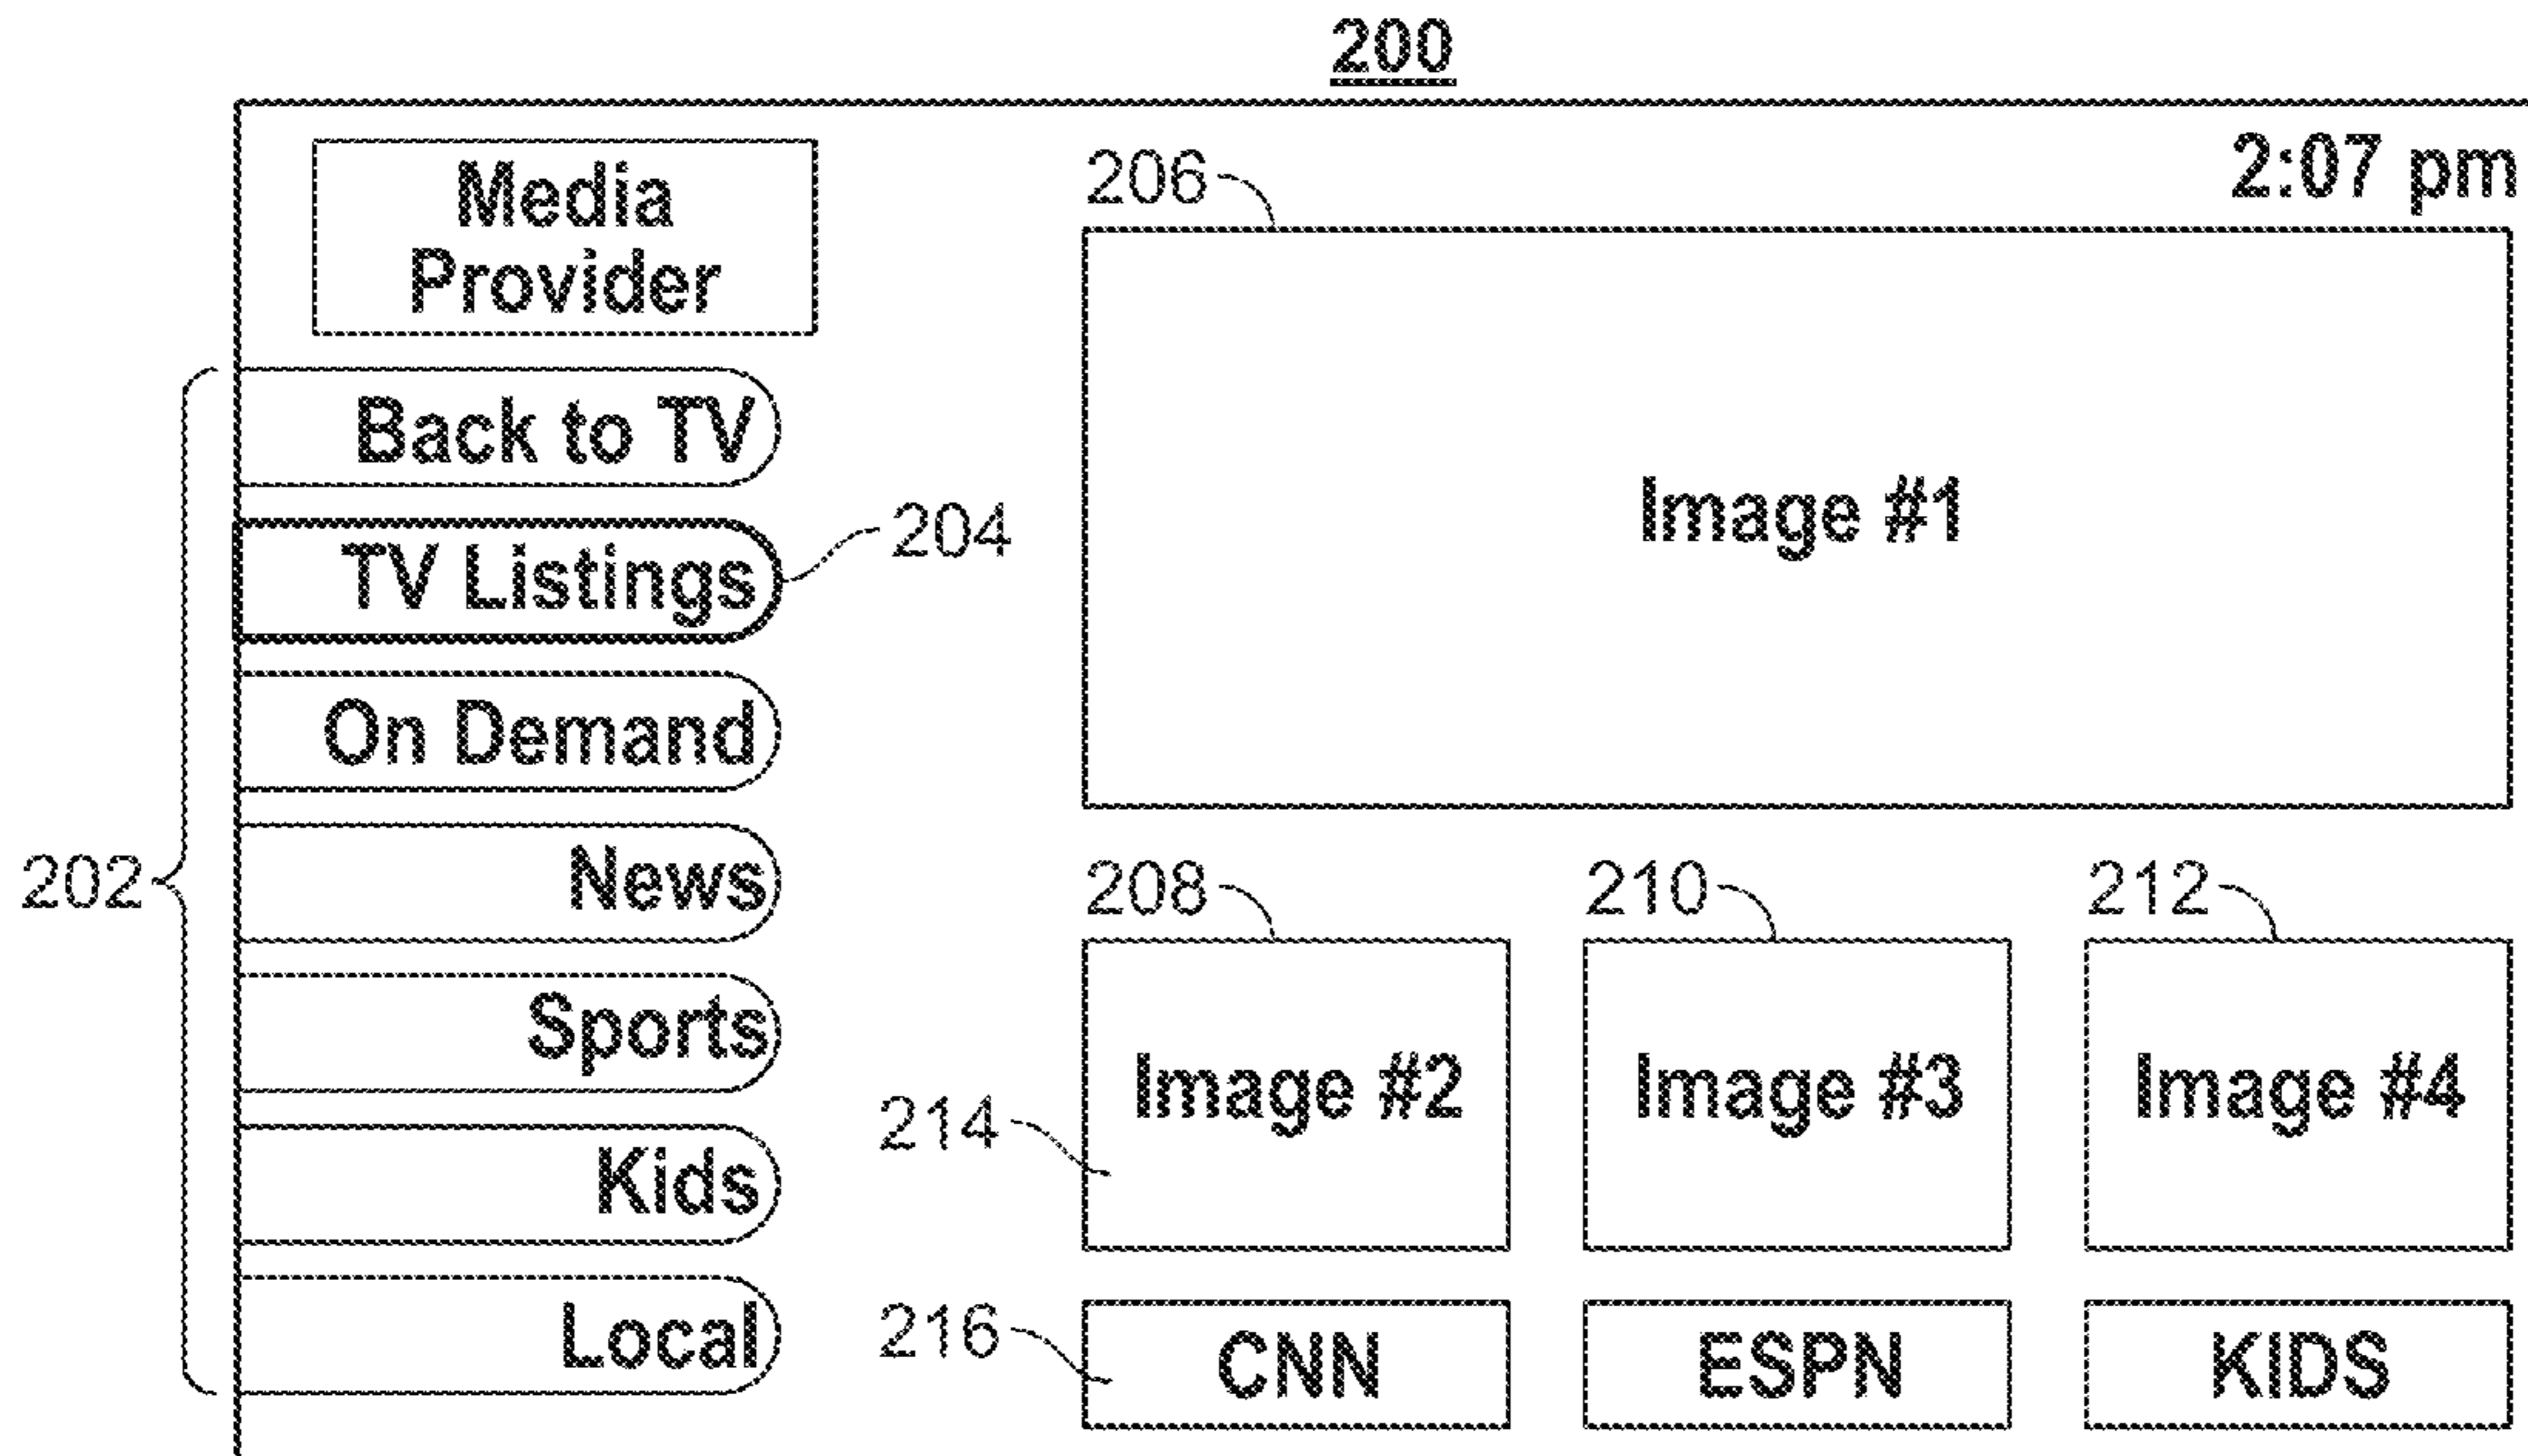 200
2:07 pm
Media
Provider
206
Back to TV
Image #1
TV Listings
204
On Demand
202
News
208
210
212
Sports
Image #2
Image #3
Image #4
214
Kids
Local
216
CNN
ESPN
KIDS